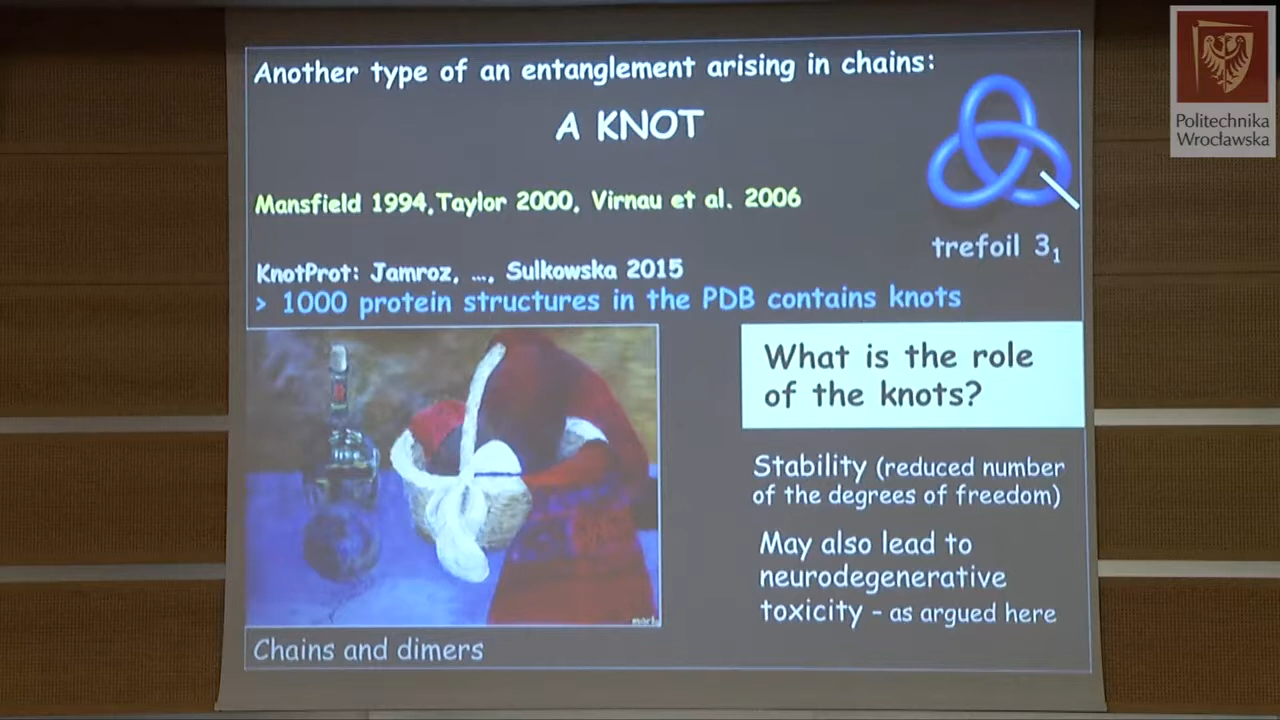 Another type of an entanglement arising in chains:
A KNOT
Mansfield 1994, Taylor 2000, Virnau et al. 2006
trefoil 3₁
KnotProt: Jamroz, …, Sulkowska 2015
> 1000 protein structures in the PDB contains knots
What is the role
of the knots?
Stability (reduced number
of the degrees of freedom)
May also lead to
neurodegenerative
toxicity - as argued here
Chains and dimers
Politechnika
Wrocławska